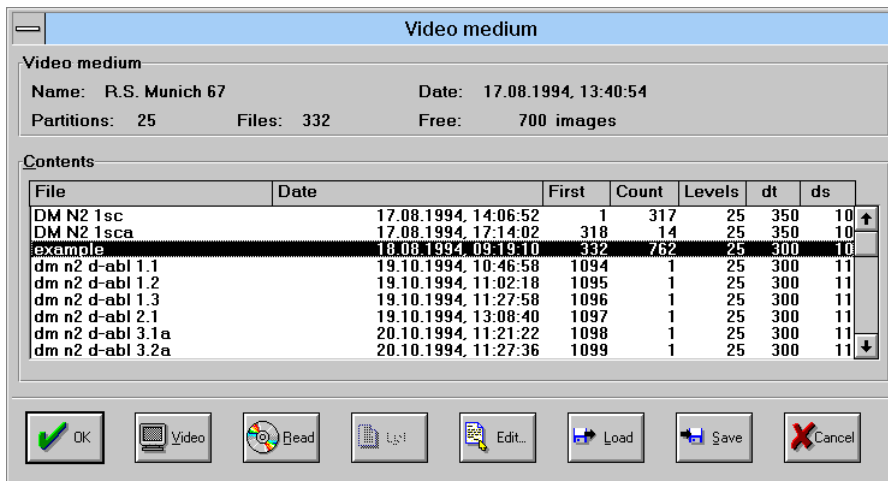 Video medium
Video medium
Name: R.S. Munich 67 Date: 17.08.1994, 13:40:54
Partitions: 25 Files: 332 Free: 700 images
Contents
File Date First Count Levels dt ds
DM N2 1sc 17.08.1994, 14:06:52 1 317 25 350 10
DM N2 1sca 17.08.1994, 17:14:02 318 14 25 350 10
example 18.08.1994, 09:19:10 332 762 25 300 10
dm n2 d-abl 1.1 19.10.1994, 10:46:58 1094 1 25 300 11
dm n2 d-abl 1.2 19.10.1994, 11:02:18 1095 1 25 300 11
dm n2 d-abl 1.3 19.10.1994, 11:27:58 1096 1 25 300 11
dm n2 d-abl 2.1 19.10.1994, 13:08:40 1097 1 25 300 11
dm n2 d-abl 3.1a 20.10.1994, 11:21:22 1098 1 25 300 11
dm n2 d-abl 3.2a 20.10.1994, 11:27:36 1099 1 25 300 11
OK Video Read Edit... Load Save Cancel